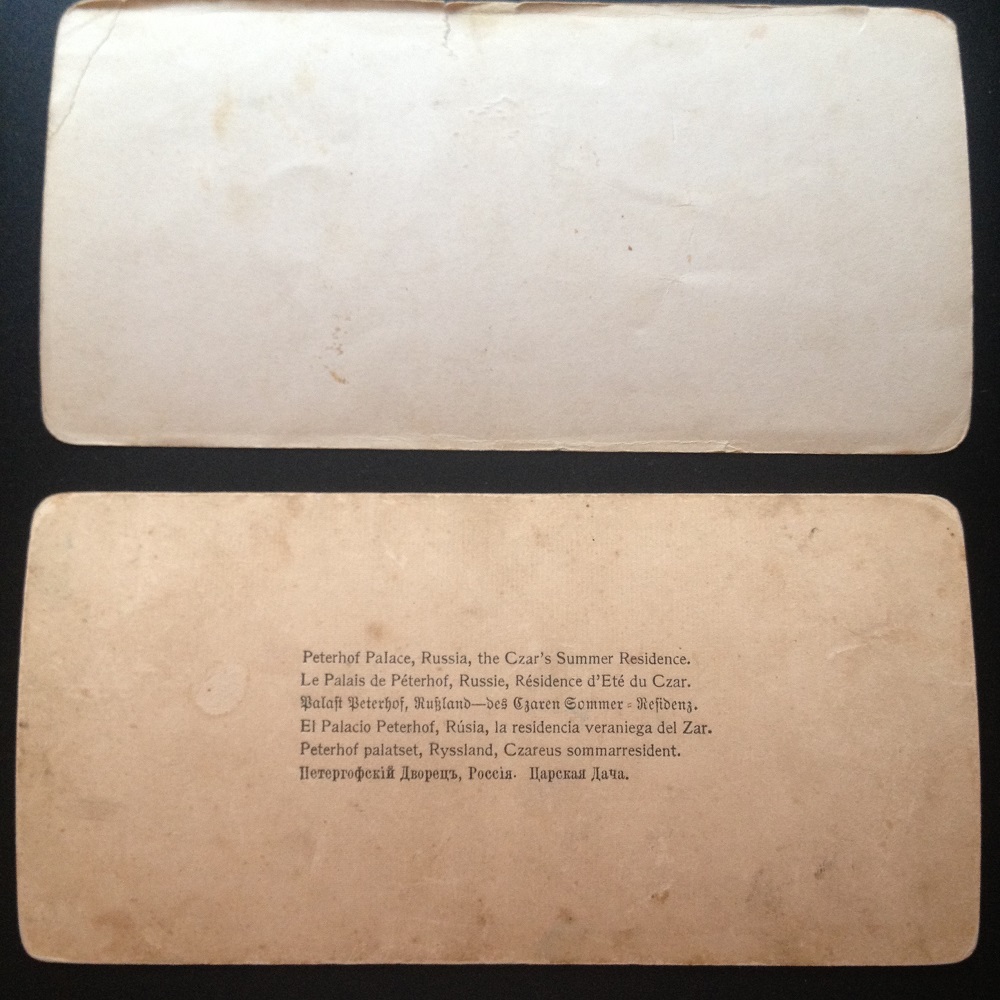 Peterhof Palace, Russia, the Czar's Summer Residence.
Le Palais de Péterhof, Russie, Résidence d'Eté du Czar.
Palast Peterhof, Rußland—des Czaren Sommer-Residenz.
El Palacio Peterhof, Rúsia, la residencia veraniega del Zar.
Peterhof palatset, Ryssland, Czareus sommarresident.
Петергофскій Дворецъ, Россія. Царская Дача.